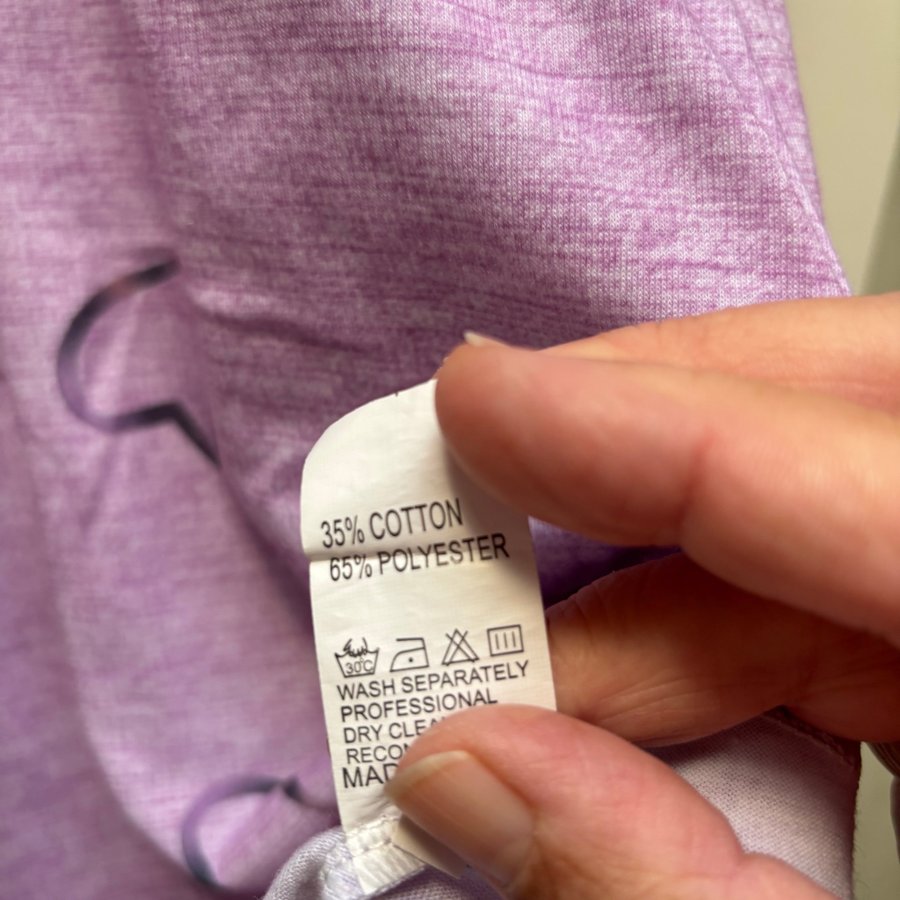 35% COTTON
65% POLYESTER
30°C
WASH SEPARATELY
PROFESSIONAL
DRY